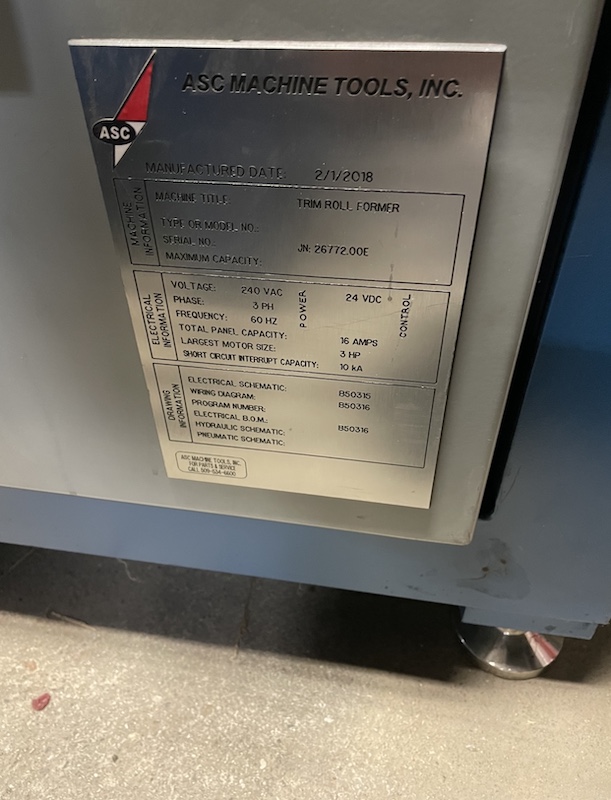 ASC
ASC MACHINE TOOLS, INC.
MANUFACTURED DATE: 2/1/2018
MACHINE INFORMATION
MACHINE TITLE: TRIM ROLL FORMER
TYPE OR MODEL NO.:
SERIAL NO.: JN: 26772.00E
MAXIMUM CAPACITY:
ELECTRICAL INFORMATION
VOLTAGE: 240 VAC POWER 24 VDC CONTROL
PHASE: 3 PH
FREQUENCY: 60 HZ
TOTAL PANEL CAPACITY: 16 AMPS
LARGEST MOTOR SIZE: 3 HP
SHORT CIRCUIT INTERRUPT CAPACITY: 10 kA
DRAWING INFORMATION
ELECTRICAL SCHEMATIC: B50315
WIRING DIAGRAM: B50316
PROGRAM NUMBER:
ELECTRICAL B.O.M.: B50316
HYDRAULIC SCHEMATIC:
PNEUMATIC SCHEMATIC:
ASC MACHINE TOOLS, INC.
FOR PARTS & SERVICE
CALL 509-534-6600